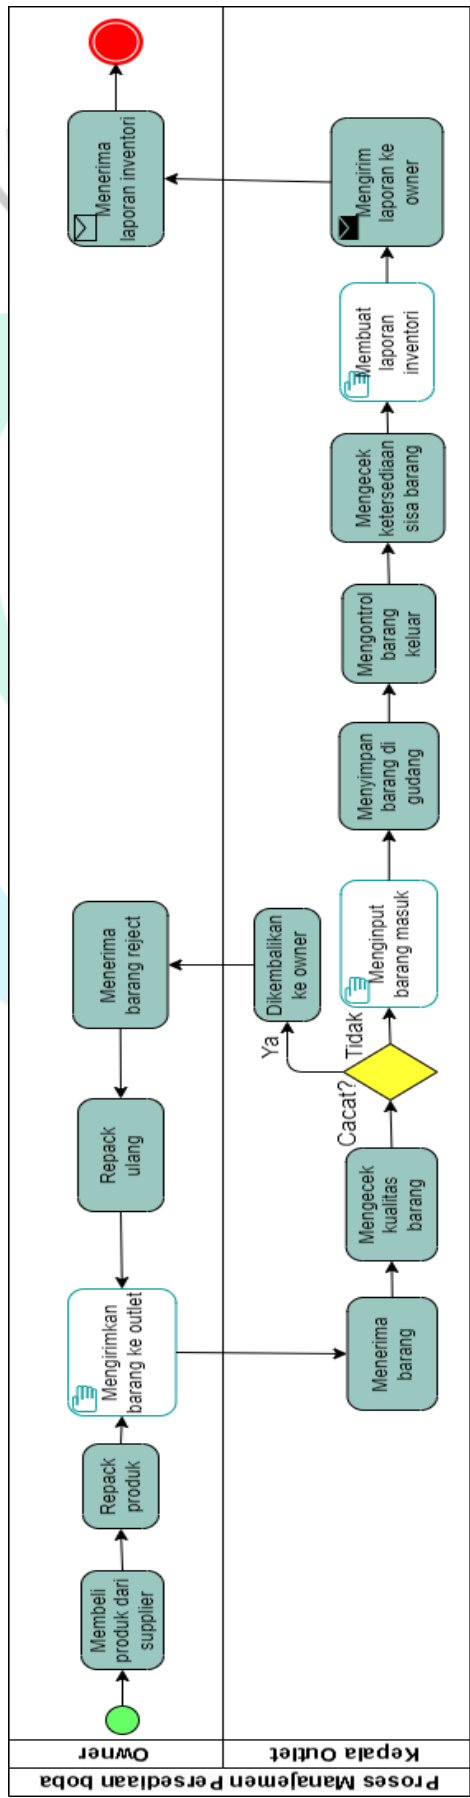 Proses Manajemen Persediaan boba
Owner
Membeli
produk dari
supplier
Repack
produk
Mengirimkan
barang ke outlet
Repack
ulang
Menerima
barang reject
Menerima
laporan inventori
Kepala Outlet
Menerima
barang
Mengecek
kualitas
barang
Cacat?
Ya
Tidak
Dikembalikan
ke owner
Menginput
barang masuk
Menyimpan
barang di
gudang
Mengontrol
barang
keluar
Mengecek
ketersediaan
sisa barang
Membuat
laporan
inventori
Mengirim
laporan ke
owner